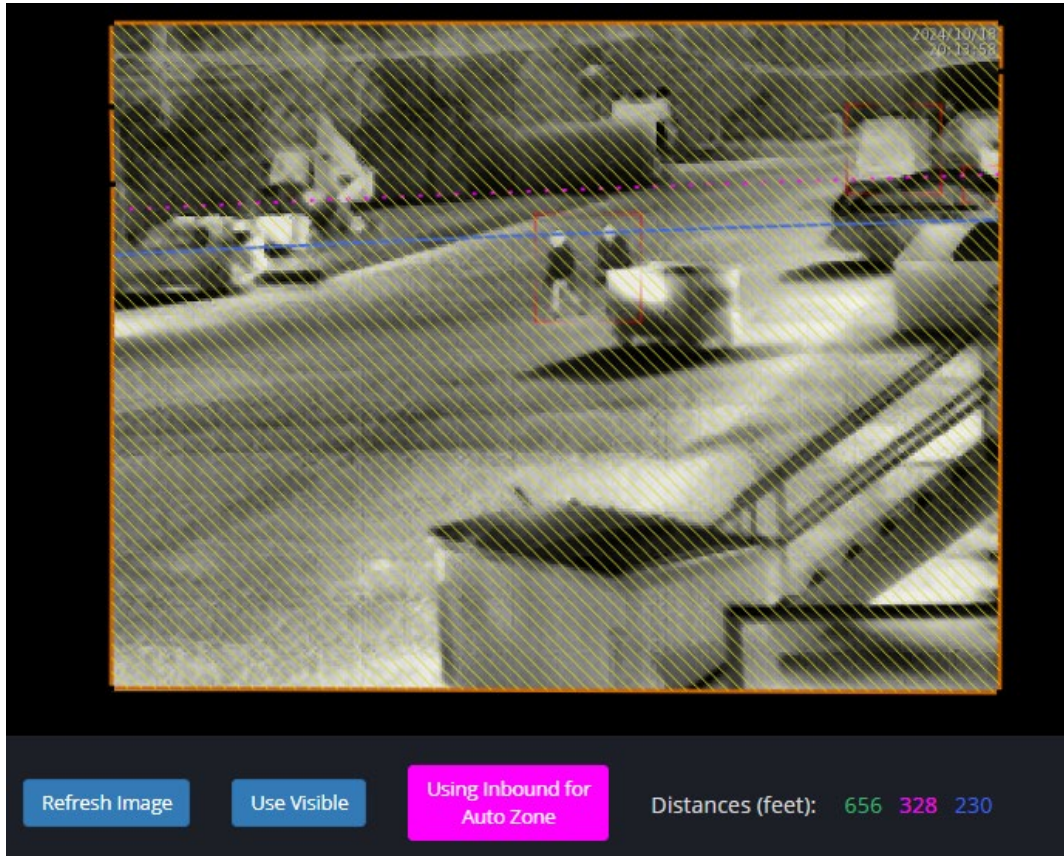 2024/10/18
20:13:58
Refresh Image
Use Visible
Using Inbound for
Auto Zone
Distances (feet): 656 328 230